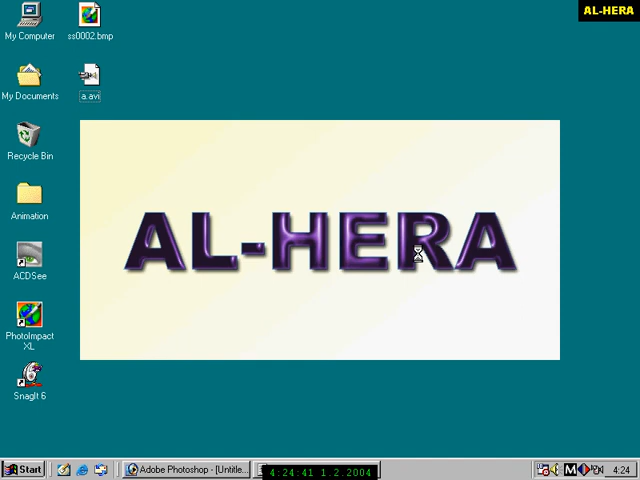 My Computer
ss0002.bmp
AL-HERA
My Documents
a.avi
Recycle Bin
Animation
AL-HERA
ACDSee
PhotoImpact
XL
SnagIt 6
Start
Adobe Photoshop - [Untitle...
4:24:41 1.2.2004
M
4:24